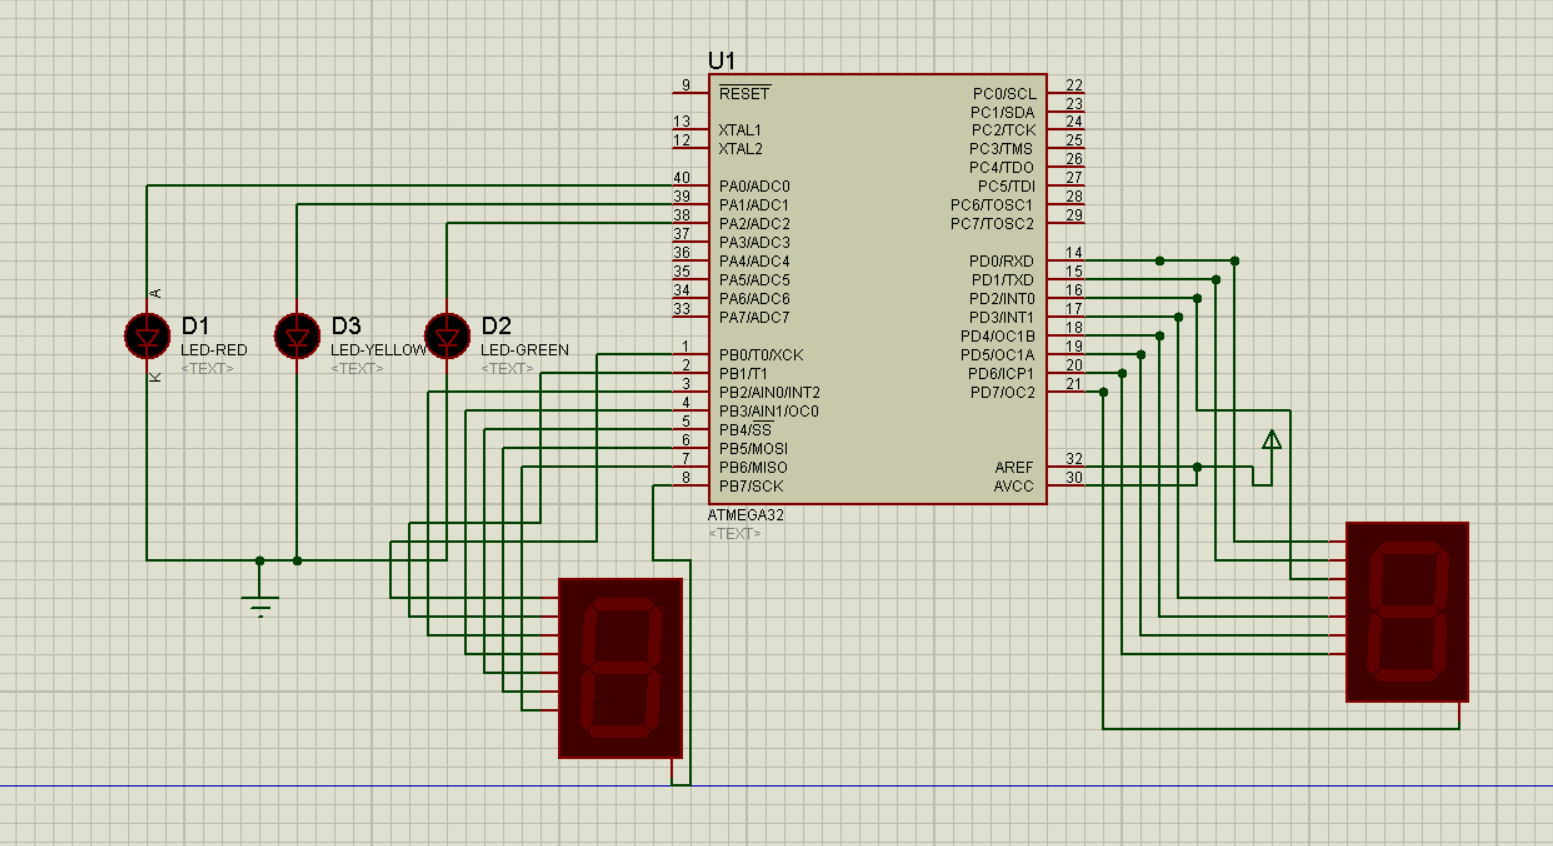 U1
9 RESET
13 XTAL1
12 XTAL2
40 PA0/ADC0
39 PA1/ADC1
38 PA2/ADC2
37 PA3/ADC3
36 PA4/ADC4
35 PA5/ADC5
34 PA6/ADC6
33 PA7/ADC7
1 PB0/T0/XCK
2 PB1/T1
3 PB2/AIN0/INT2
4 PB3/AIN1/OC0
5 PB4/SS
6 PB5/MOSI
7 PB6/MISO
8 PB7/SCK
PC0/SCL 22
PC1/SDA 23
PC2/TCK 24
PC3/TMS 25
PC4/TDO 26
PC5/TDI 27
PC6/TOSC1 28
PC7/TOSC2 29
PD0/RXD 14
PD1/TXD 15
PD2/INT0 16
PD3/INT1 17
PD4/OC1B 18
PD5/OC1A 19
PD6/ICP1 20
PD7/OC2 21
AREF 32
AVCC 30
ATMEGA32
<TEXT>
A
K
D1
LED-RED
<TEXT>
D3
LED-YELLOW
<TEXT>
D2
LED-GREEN
<TEXT>